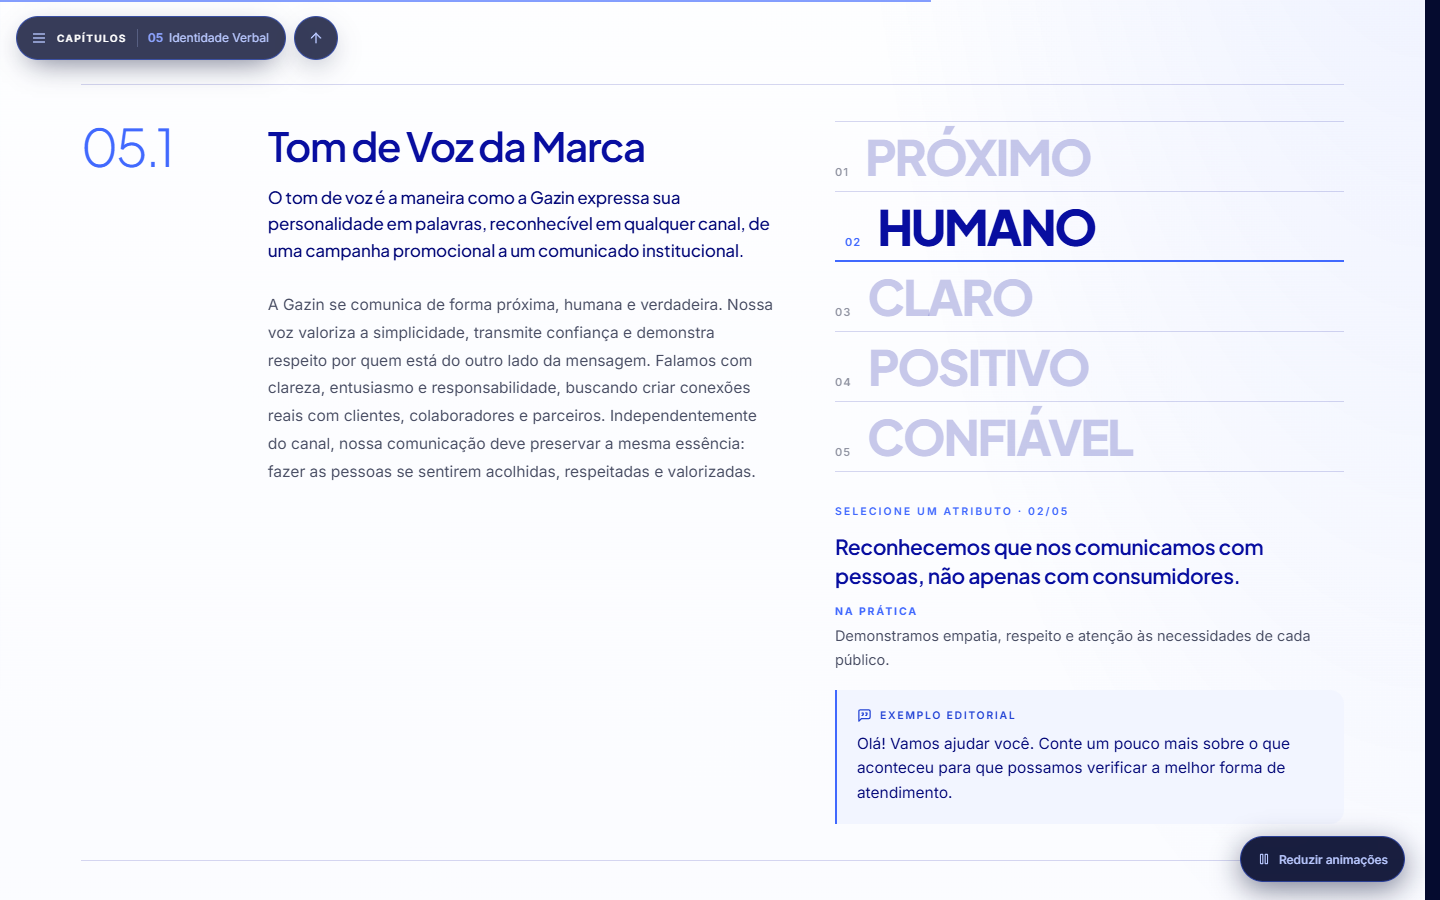 CAPÍTULOS
05 Identidade Verbal
05.1
Tom de Voz da Marca
O tom de voz é a maneira como a Gazin expressa sua
personalidade em palavras, reconhecível em qualquer canal, de
uma campanha promocional a um comunicado institucional.
A Gazin se comunica de forma próxima, humana e verdadeira. Nossa
voz valoriza a simplicidade, transmite confiança e demonstra
respeito por quem está do outro lado da mensagem. Falamos com
clareza, entusiasmo e responsabilidade, buscando criar conexões
reais com clientes, colaboradores e parceiros. Independentemente
do canal, nossa comunicação deve preservar a mesma essência:
fazer as pessoas se sentirem acolhidas, respeitadas e valorizadas.
01 PRÓXIMO
02 HUMANO
03 CLARO
04 POSITIVO
05 CONFIÁVEL
SELECIONE UM ATRIBUTO · 02/05
Reconhecemos que nos comunicamos com
pessoas, não apenas com consumidores.
NA PRÁTICA
Demonstramos empatia, respeito e atenção às necessidades de cada
público.
EXEMPLO EDITORIAL
Olá! Vamos ajudar você. Conte um pouco mais sobre o que
aconteceu para que possamos verificar a melhor forma de
atendimento.
Reduzir animações